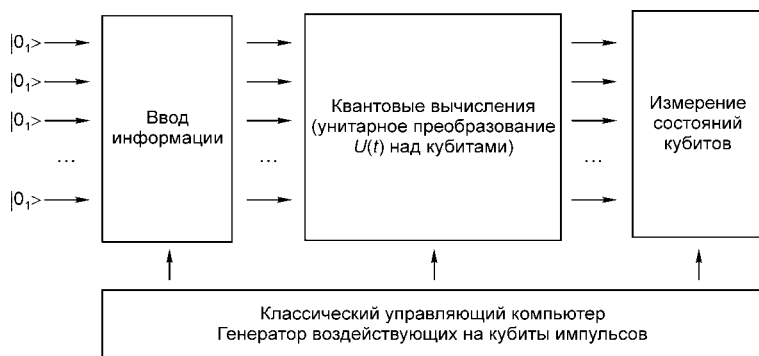 |0₁>
|0₁>
|0₁>
...
|0₁>
Ввод
информации
...
Квантовые вычисления
(унитарное преобразование
U(t) над кубитами)
...
Измерение
состояний
кубитов
Классический управляющий компьютер
Генератор воздействующих на кубиты импульсов